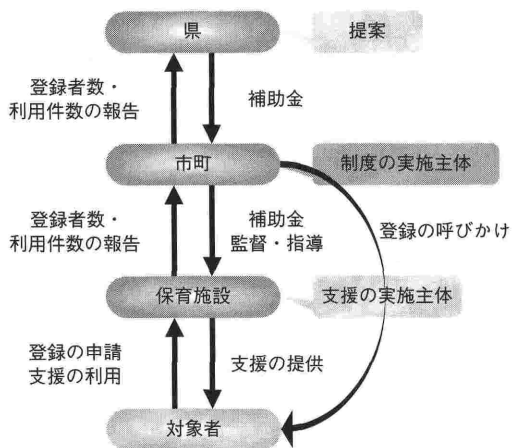 県
提案
登録者数・
利用件数の報告
補助金
市町
制度の実施主体
登録者数・
利用件数の報告
補助金
監督・指導
登録の呼びかけ
保育施設
支援の実施主体
登録の申請
支援の利用
支援の提供
対象者